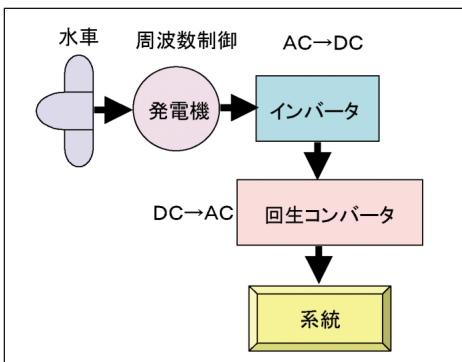 水車
周波数制御
AC→DC
発電機
インバータ
DC→AC
回生コンバータ
系統